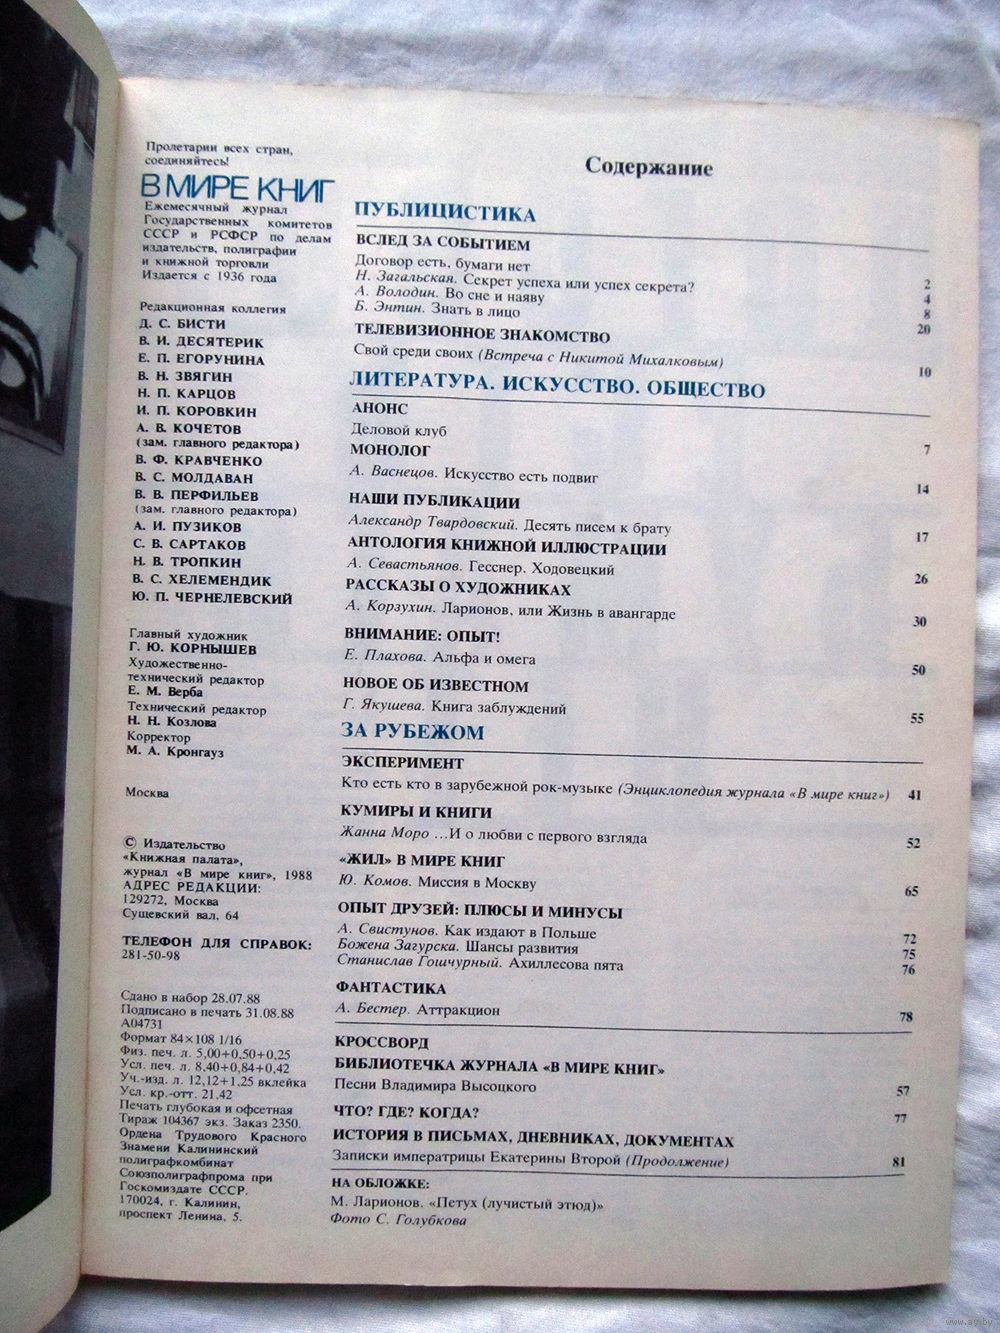 Пролетарии всех стран,
соединяйтесь!
В МИРЕ КНИГ
Ежемесячный журнал
Государственных комитетов
СССР и РСФСР по делам
издательств, полиграфии
и книжной торговли
Издается с 1936 года
Редакционная коллегия
Д. С. БИСТИ
В. И. ДЕСЯТЕРИК
Е. П. ЕГОРУНИНА
В. Н. ЗВЯГИН
Н. П. КАРЦОВ
И. П. КОРОВКИН
А. В. КОЧЕТОВ
(зам. главного редактора)
В. Ф. КРАВЧЕНКО
В. С. МОЛДАВАН
В. В. ПЕРФИЛЬЕВ
(зам. главного редактора)
А. И. ПУЗИКОВ
С. В. САРТАКОВ
Н. В. ТРОПКИН
В. С. ХЕЛЕМЕНДИК
Ю. П. ЧЕРНЕЛЕВСКИЙ
Главный художник
Г. Ю. КОРНЫШЕВ
Художественно-
технический редактор
Е. М. Верба
Технический редактор
Н. Н. Козлова
Корректор
М. А. Кронгауз
Москва
© Издательство
«Книжная палата»,
журнал «В мире книг», 1988
АДРЕС РЕДАКЦИИ:
129272, Москва
Сущевский вал, 64
ТЕЛЕФОН ДЛЯ СПРАВОК:
281-50-98
Сдано в набор 28.07.88
Подписано в печать 31.08.88
А04731
Формат 84×108 1/16
Физ. печ. л. 5,00+0,50+0,25
Усл. печ. л. 8,40+0,84+0,42
Уч.-изд. л. 12,12+1,25 вклейка
Усл. кр.-отт. 21.42
Печать глубокая и офсетная
Тираж 104367 экз. Заказ 2350.
Ордена Трудового Красного
Знамени Калининский
полиграфкомбинат
Союзполиграфпрома при
Госкомиздате СССР.
170024, г. Калинин,
проспект Ленина, 5.
Содержание
ПУБЛИЦИСТИКА
ВСЛЕД ЗА СОБЫТИЕМ
Договор есть, бумаги нет 2
Н. Загальская. Секрет успеха или успех секрета? 4
А. Володин. Во сне и наяву 8
Б. Энтин. Знать в лицо 20
ТЕЛЕВИЗИОННОЕ ЗНАКОМСТВО
Свой среди своих (Встреча с Никитой Михалковым) 10
ЛИТЕРАТУРА. ИСКУССТВО. ОБЩЕСТВО
АНОНС
Деловой клуб 7
МОНОЛОГ
А. Васнецов. Искусство есть подвиг 14
НАШИ ПУБЛИКАЦИИ
Александр Твардовский. Десять писем к брату 17
АНТОЛОГИЯ КНИЖНОЙ ИЛЛЮСТРАЦИИ
А. Севастьянов. Гесснер. Ходовецкий 26
РАССКАЗЫ О ХУДОЖНИКАХ
А. Корзухин. Ларионов, или Жизнь в авангарде 30
ВНИМАНИЕ: ОПЫТ!
Е. Плахова. Альфа и омега 50
НОВОЕ ОБ ИЗВЕСТНОМ
Г. Якушева. Книга заблуждений 55
ЗА РУБЕЖОМ
ЭКСПЕРИМЕНТ
Кто есть кто в зарубежной рок-музыке (Энциклопедия журнала «В мире книг») 41
КУМИРЫ И КНИГИ
Жанна Моро ...И о любви с первого взгляда 52
«ЖИЛ» В МИРЕ КНИГ
Ю. Комов. Миссия в Москву 65
ОПЫТ ДРУЗЕЙ: ПЛЮСЫ И МИНУСЫ
А. Свистунов. Как издают в Польше 72
Божена Загурска. Шансы развития 75
Станислав Гошчурный. Ахиллесова пята 76
ФАНТАСТИКА
А. Бестер. Аттракцион 78
КРОССВОРД
БИБЛИОТЕЧКА ЖУРНАЛА «В МИРЕ КНИГ»
Песни Владимира Высоцкого 57
ЧТО? ГДЕ? КОГДА? 77
ИСТОРИЯ В ПИСЬМАХ, ДНЕВНИКАХ, ДОКУМЕНТАХ
Записки императрицы Екатерины Второй (Продолжение) 81
НА ОБЛОЖКЕ:
М. Ларионов. «Петух (лучистый этюд)»
Фото С. Голубкова
www.ay.by